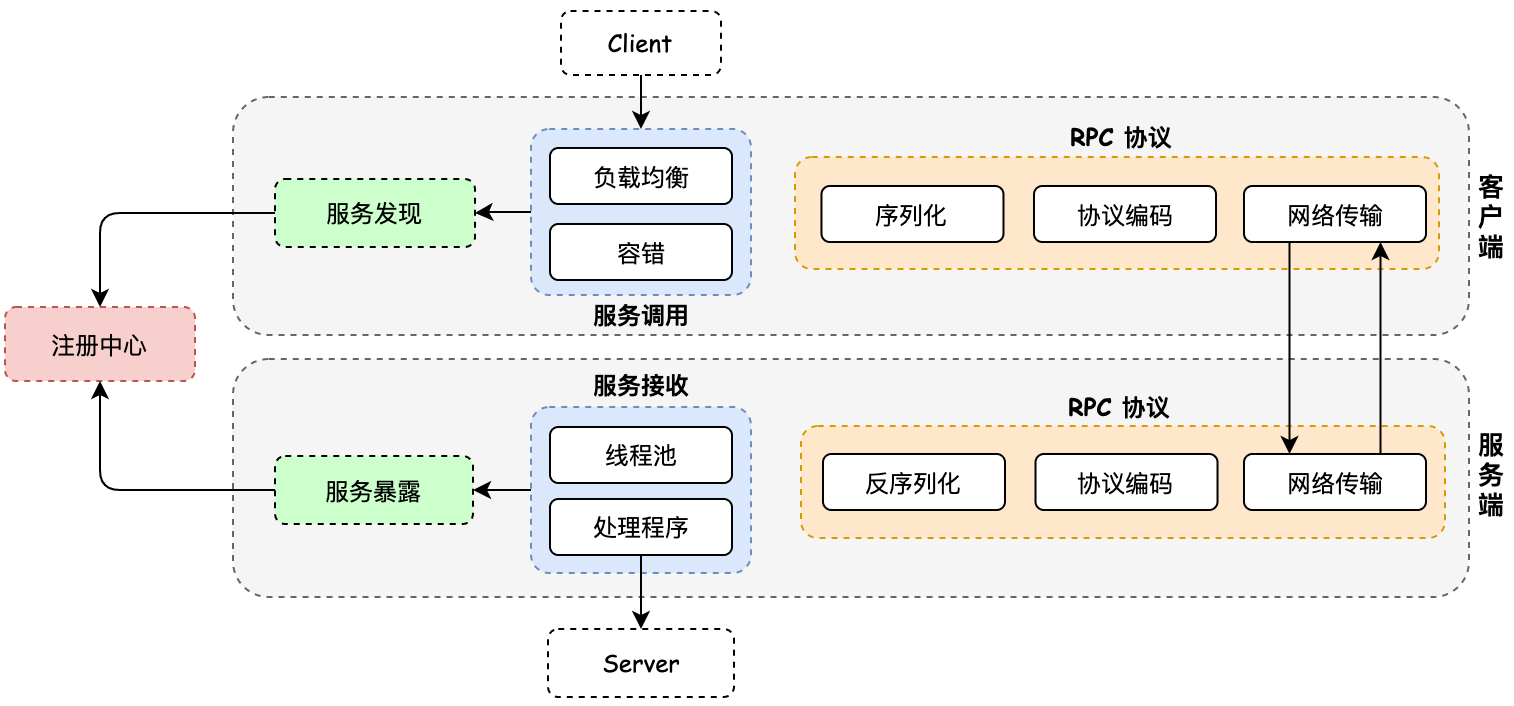 Client
RPC 协议
负载均衡
服务发现
序列化
协议编码
网络传输
客户端
容错
服务调用
注册中心
服务接收
RPC 协议
线程池
服务暴露
反序列化
协议编码
网络传输
服务端
处理程序
Server